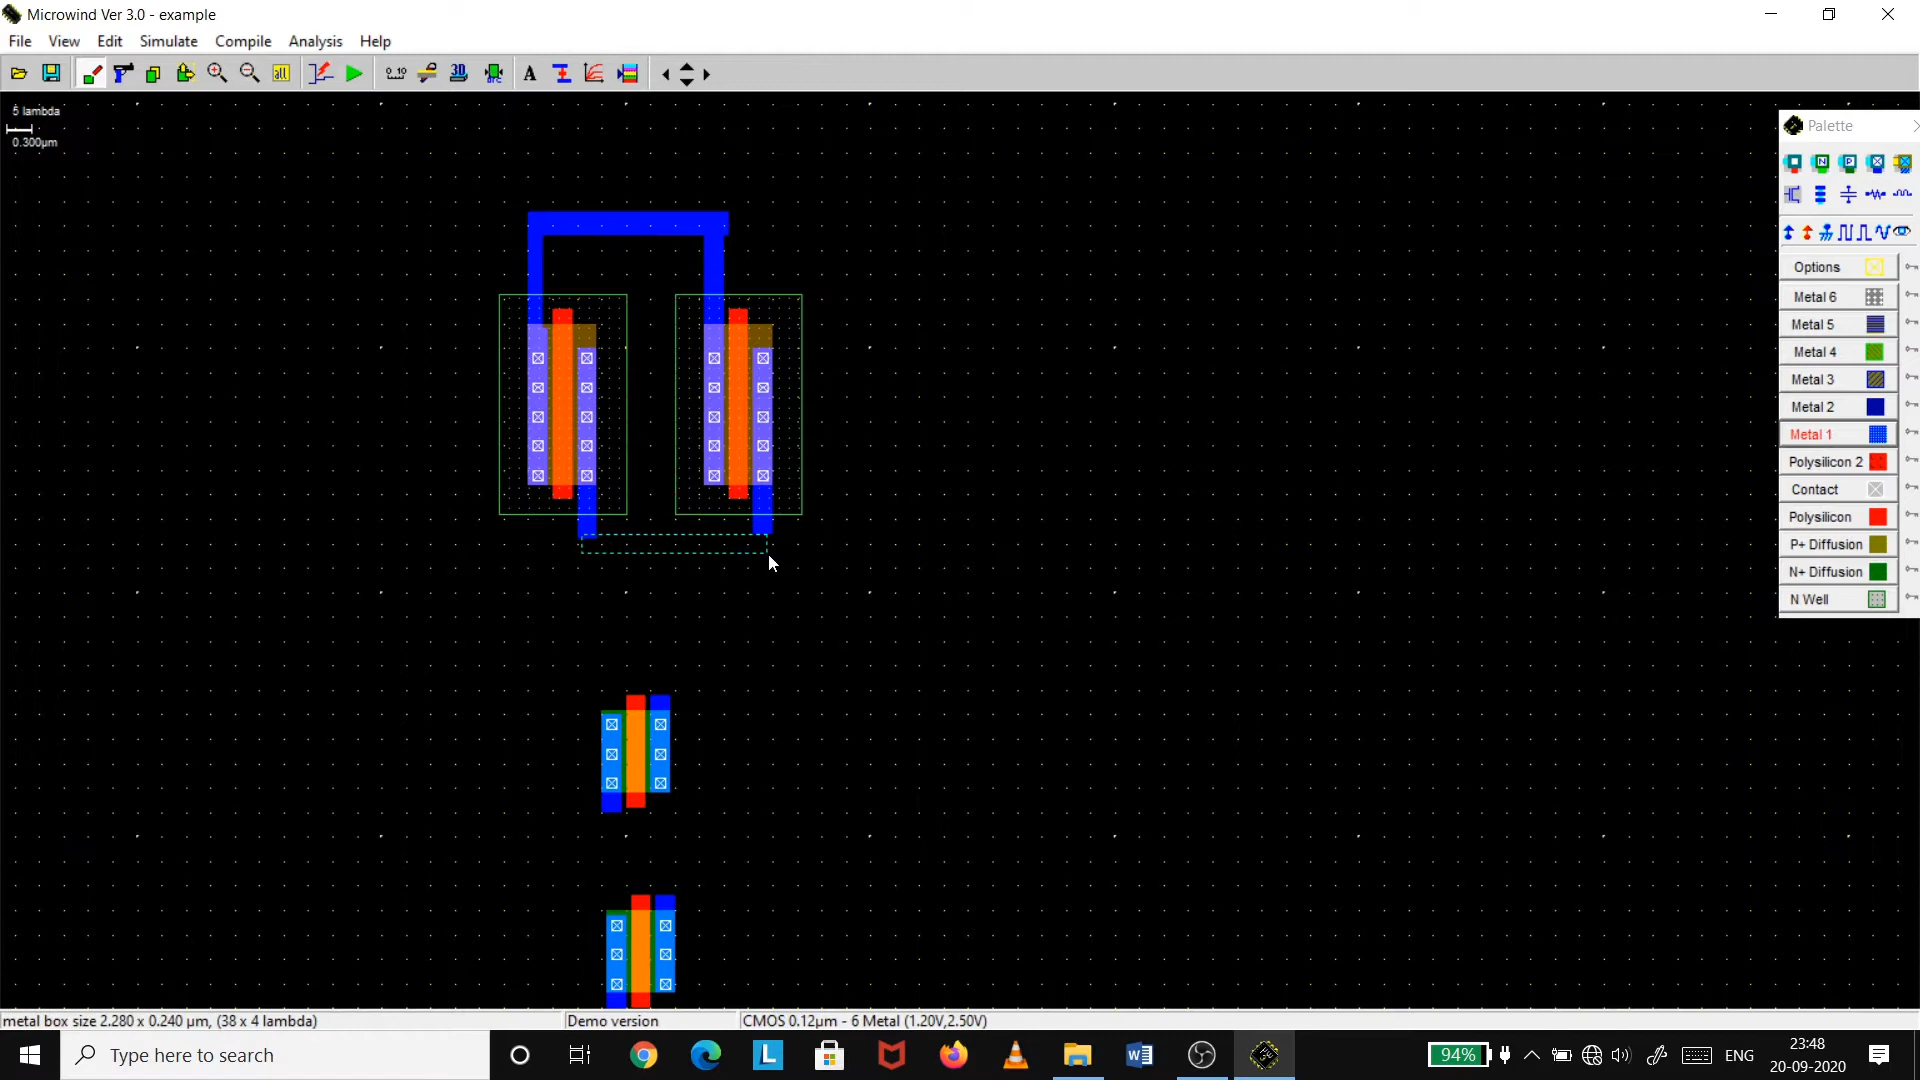 Microwind Ver 3.0 - example
File View Edit Simulate Compile Analysis Help
5 lambda
0.300µm
Palette
Options
Metal 6
Metal 5
Metal 4
Metal 3
Metal 2
Metal 1
Polysilicon 2
Contact
Polysilicon
P+ Diffusion
N+ Diffusion
N Well
metal box size 2.280 x 0.240 µm, (38 x 4 lambda) Demo version CMOS 0.12µm - 6 Metal (1.20V,2.50V)
Type here to search
94%
ENG
23:48
20-09-2020